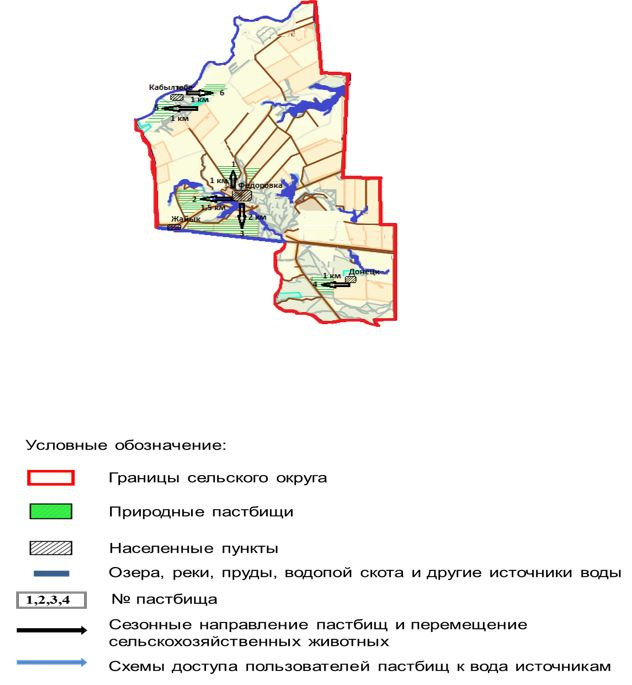 Кабылтобе
6
1 км
5
1 км
1
1 км
Федоровка
2
1.5 км
2 км
Жайык
3
Донецк
1 км
4
Условные обозначение:
Границы сельского округа
Природные пастбищи
Населенные пункты
Озера, реки, пруды, водопой скота и другие источники воды
1,2,3,4 № пастбища
Сезонные направление пастбищ и перемещение
сельскохозяйственных животных
Схемы доступа пользователей пастбищ к вода источникам